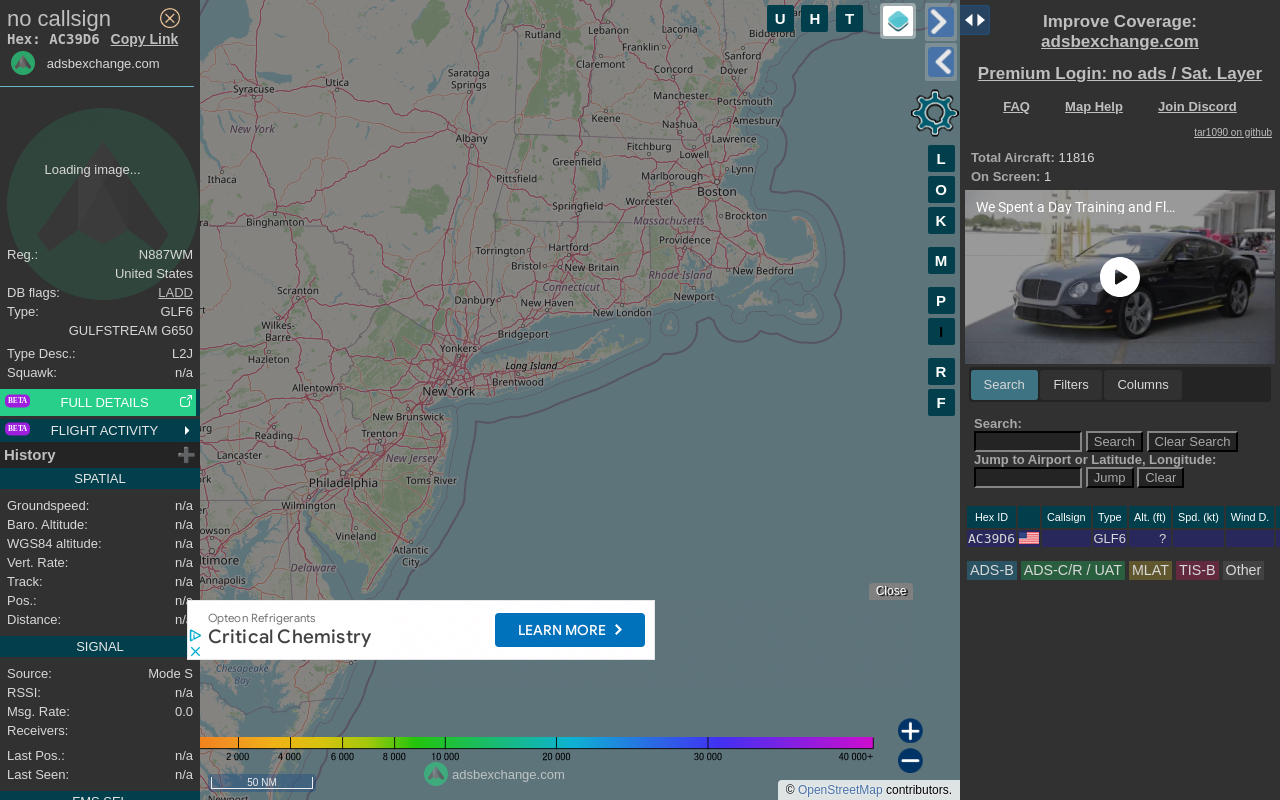 no callsign
Hex: AC39D6 Copy Link
adsbexchange.com
Loading image...
Reg.: N887WM
United States
DB flags: LADD
Type: GLF6
GULFSTREAM G650
Type Desc.: L2J
Squawk: n/a
BETA FULL DETAILS
BETA FLIGHT ACTIVITY
History
SPATIAL
Groundspeed: n/a
Baro. Altitude: n/a
WGS84 altitude: n/a
Vert. Rate: n/a
Track: n/a
Pos.: n/a
Distance: n/
SIGNAL
Source: Mode S
RSSI: n/a
Msg. Rate: 0.0
Receivers:
Last Pos.: n/a
Last Seen: n/a
U H T
L
O
K
M
P
I
R
F
Rutland
Lebanon
Laconia
Franklin
Biddeford
Sanford
Claremont
Concord
Dover
Saratoga
Springs
Utica
Syracuse
Manchester
Portsmouth
Keene
Nashua
Amesbury
New York
Albany
Lawrence
Fitchburg
Greenfield
Lowell
Lynn
Ithaca
Pittsfield
Marlborough
Boston
Springfield
Worcester
Binghamton
Massachusetts
Brockton
Hartford
Providence
Torrington
Bristol
New Britain
New Bedford
Rhode Island
Connecticut
Scranton
Danbury
New Haven
Newport
New London
Wilkes-
Barre
Bridgeport
Hazleton
Yonkers
Long Island
Allentown
New York
Brentwood
New Brunswick
Reading
Trenton
Lancaster
New Jersey
Philadelphia
Toms River
Wilmington
Vineland
Atlantic
City
Annapolis
Delaware
Chesapeake
Bay
Close
Opteon Refrigerants
Critical Chemistry
LEARN MORE
2 000 4 000 6 000 8 000 10 000 20 000 30 000 40 000+
50 NM
adsbexchange.com
© OpenStreetMap contributors.
Improve Coverage:
adsbexchange.com
Premium Login: no ads / Sat. Layer
FAQ Map Help Join Discord
tar1090 on github
Total Aircraft: 11816
On Screen: 1
We Spent a Day Training and Fl...
Search Filters Columns
Search:
Search Clear Search
Jump to Airport or Latitude, Longitude:
Jump Clear
Hex ID Callsign Type Alt. (ft) Spd. (kt) Wind D.
AC39D6 GLF6 ?
ADS-B ADS-C/R / UAT MLAT TIS-B Other